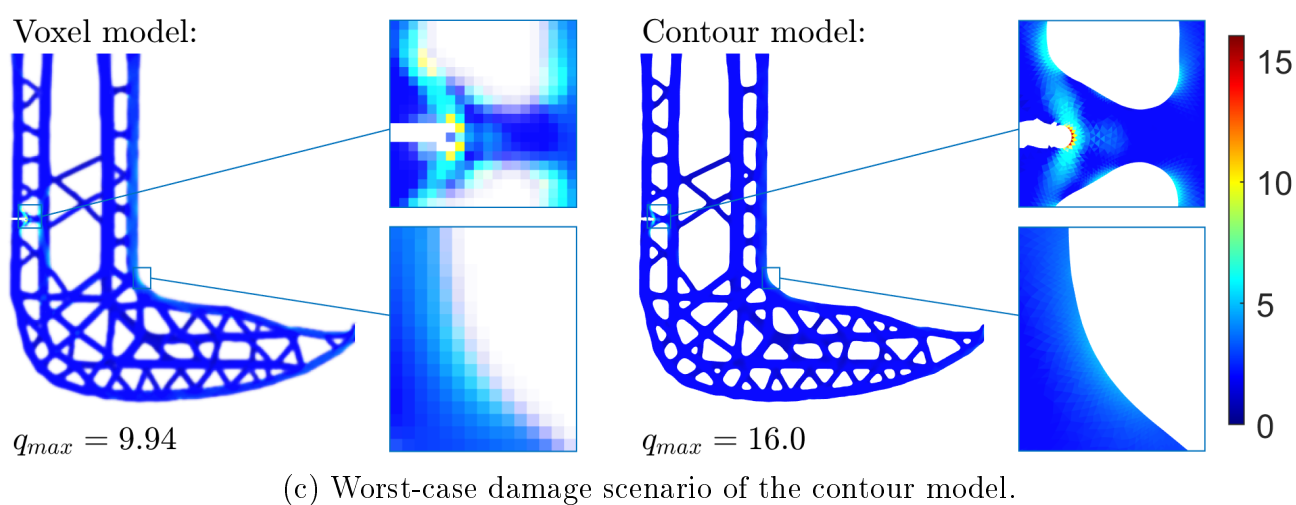 Voxel model:
Contour model:
15
10
5
0
q_max = 9.94
q_max = 16.0
(c) Worst-case damage scenario of the contour model.